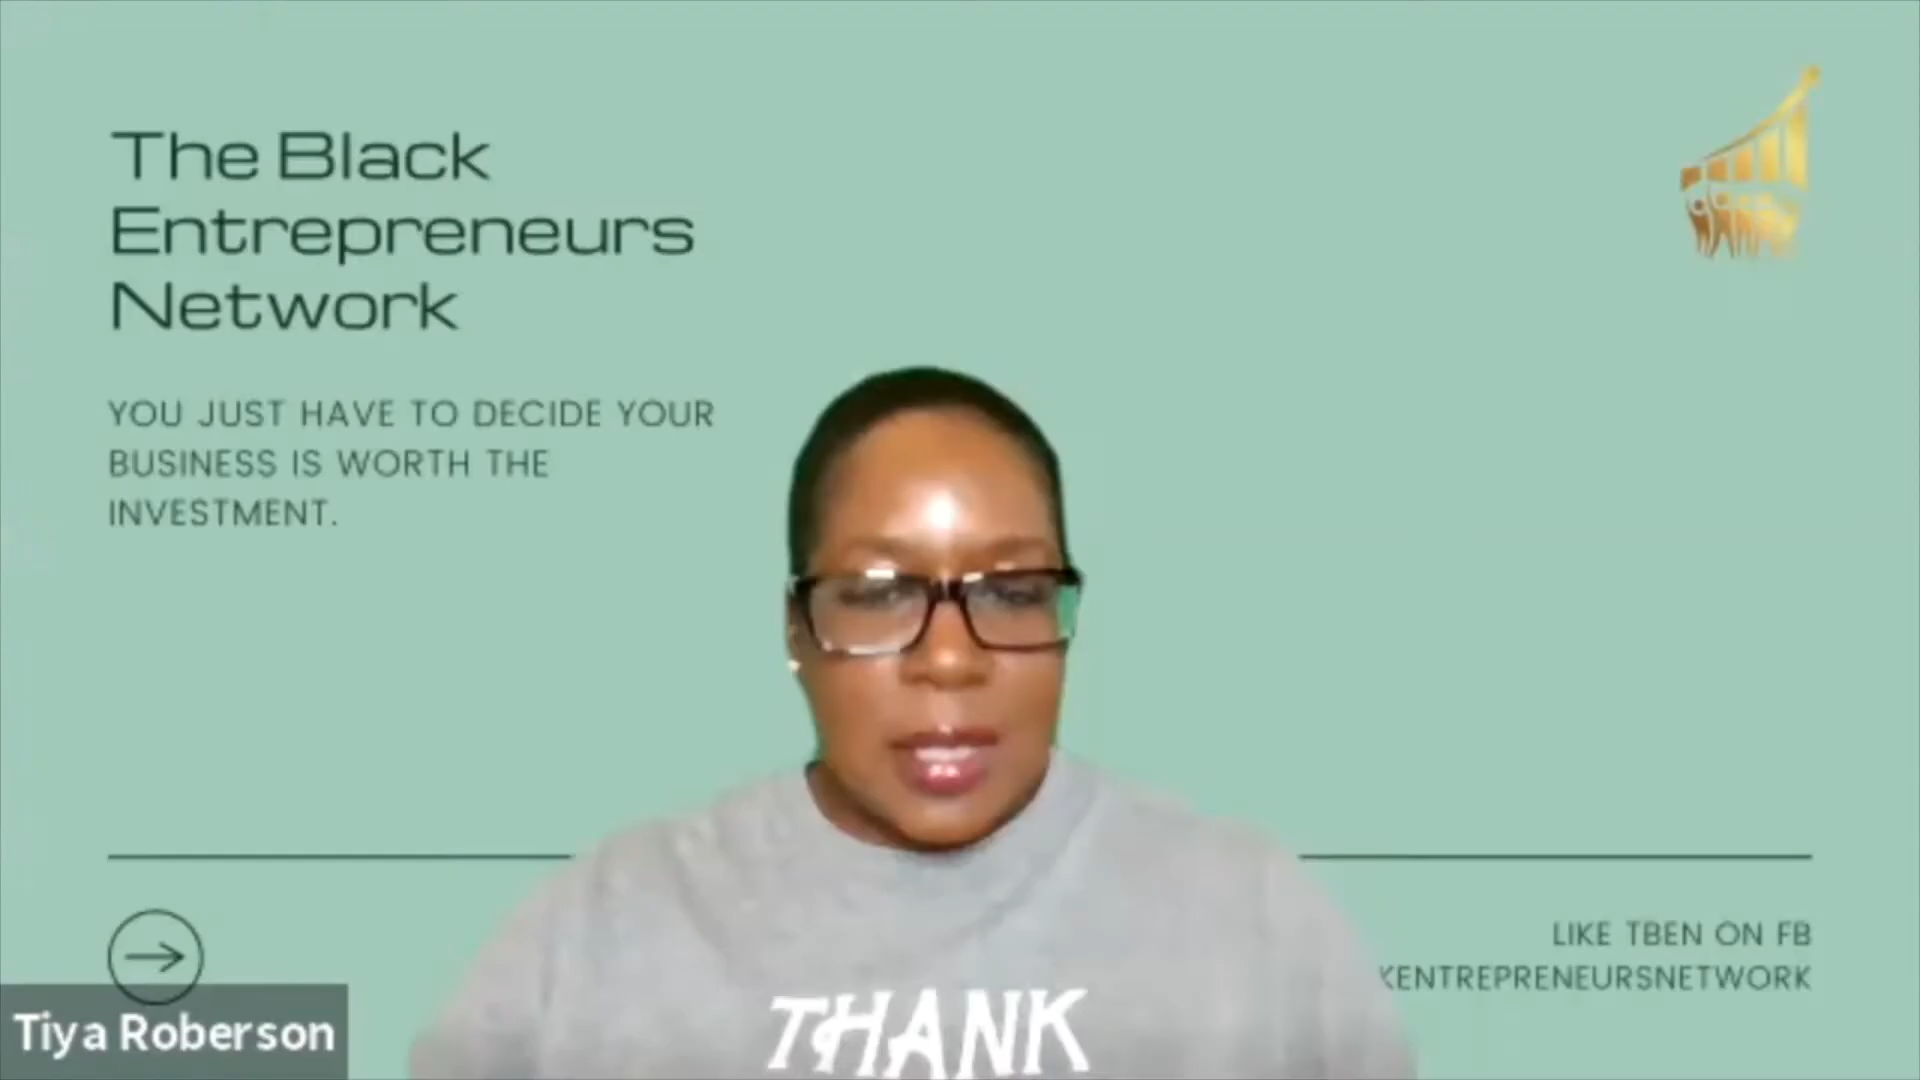 The Black
Entrepreneurs
Network
YOU JUST HAVE TO DECIDE YOUR
BUSINESS IS WORTH THE
INVESTMENT.
LIKE TBEN ON FB
KENTREPRENEURSNETWORK
Tiya Roberson
THANK